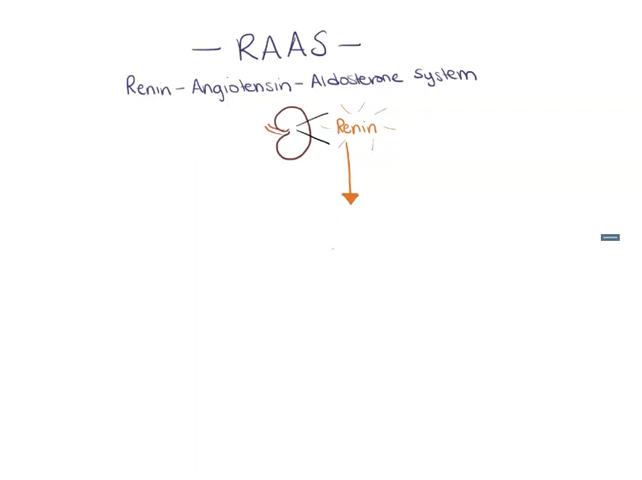 — RAAS —
Renin - Angiotensin - Aldosterone System
Renin